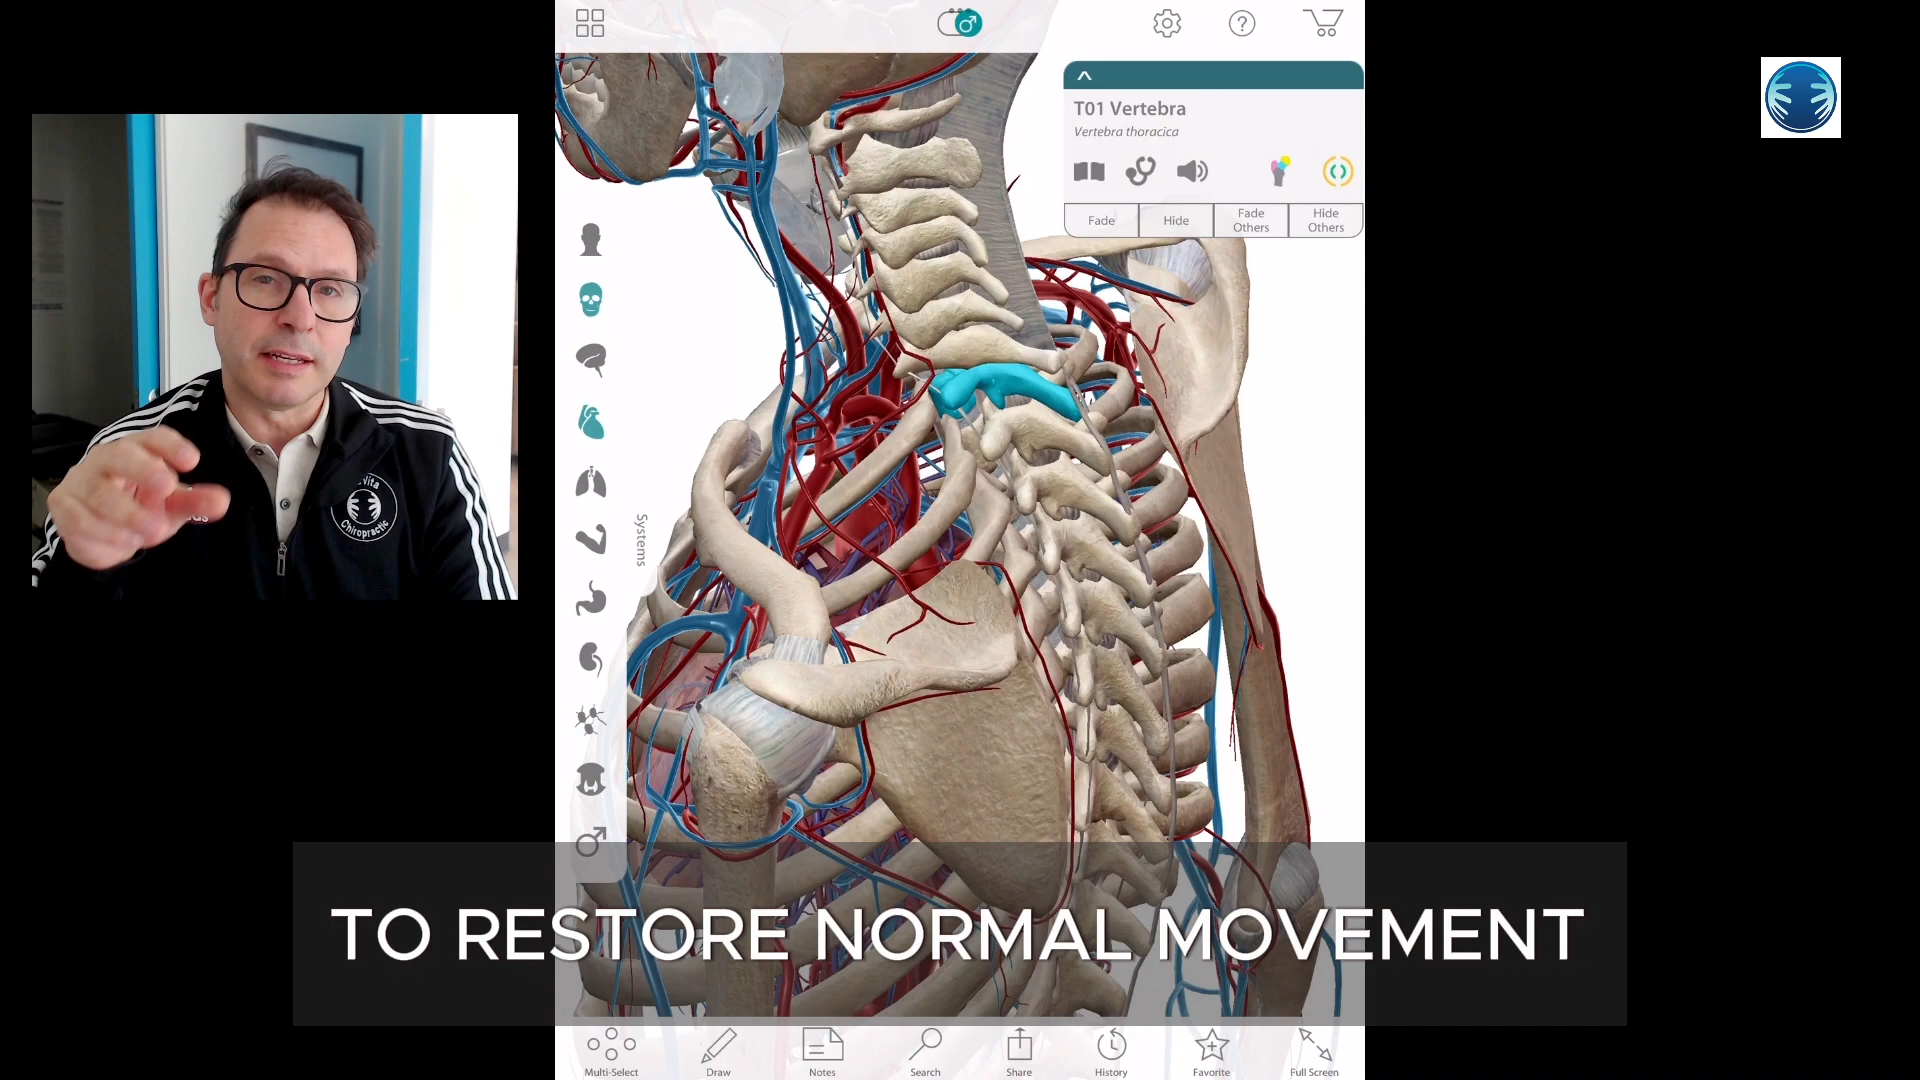 T01 Vertebra
Vertebra thoracica
Fade
Hide
Fade
Others
Hide
Others
Systems
Vita
Chiropractic
TO RESTORE NORMAL MOVEMENT
Multi-Select
Draw
Notes
Search
Share
History
Favorite
Full Screen